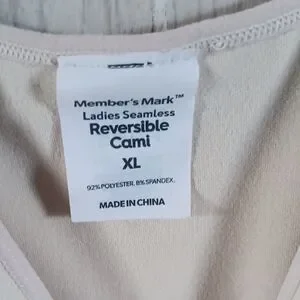 Member's Mark™
Ladies Seamless
Reversible
Cami
XL
92% POLYESTER. 8% SPANDEX.
MADE IN CHINA